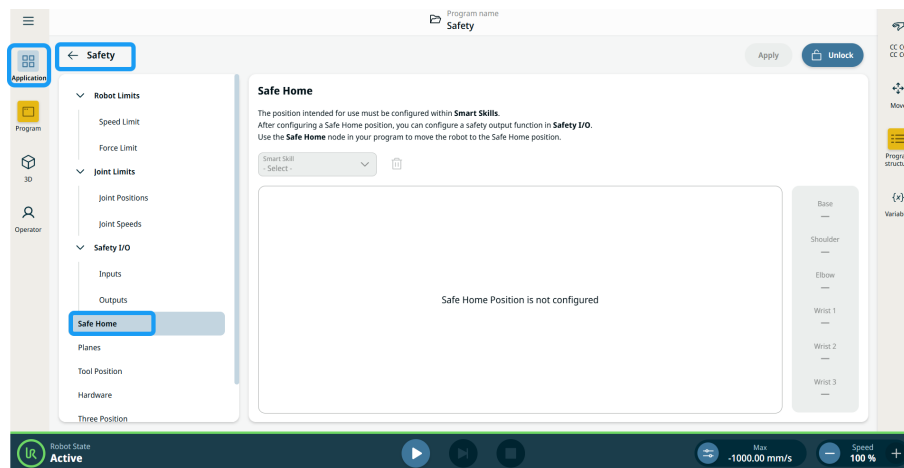 Program name
Safety
Application
Program
3D
Operator
Safety
Apply
Unlock
Robot Limits
Speed Limit
Force Limit
Joint Limits
Joint Positions
Joint Speeds
Safety I/O
Inputs
Outputs
Safe Home
Planes
Tool Position
Hardware
Three Position
Safe Home
The position intended for use must be configured within Smart Skills.
After configuring a Safe Home position, you can configure a safety output function in Safety I/O.
Use the Safe Home node in your program to move the robot to the Safe Home position.
Smart Skill
- Select -
Safe Home Position is not configured
Base
—
Shoulder
—
Elbow
—
Wrist 1
—
Wrist 2
—
Wrist 3
—
Move
{x}
Robot State
Active
Max
-1000.00 mm/s
Speed
100 %